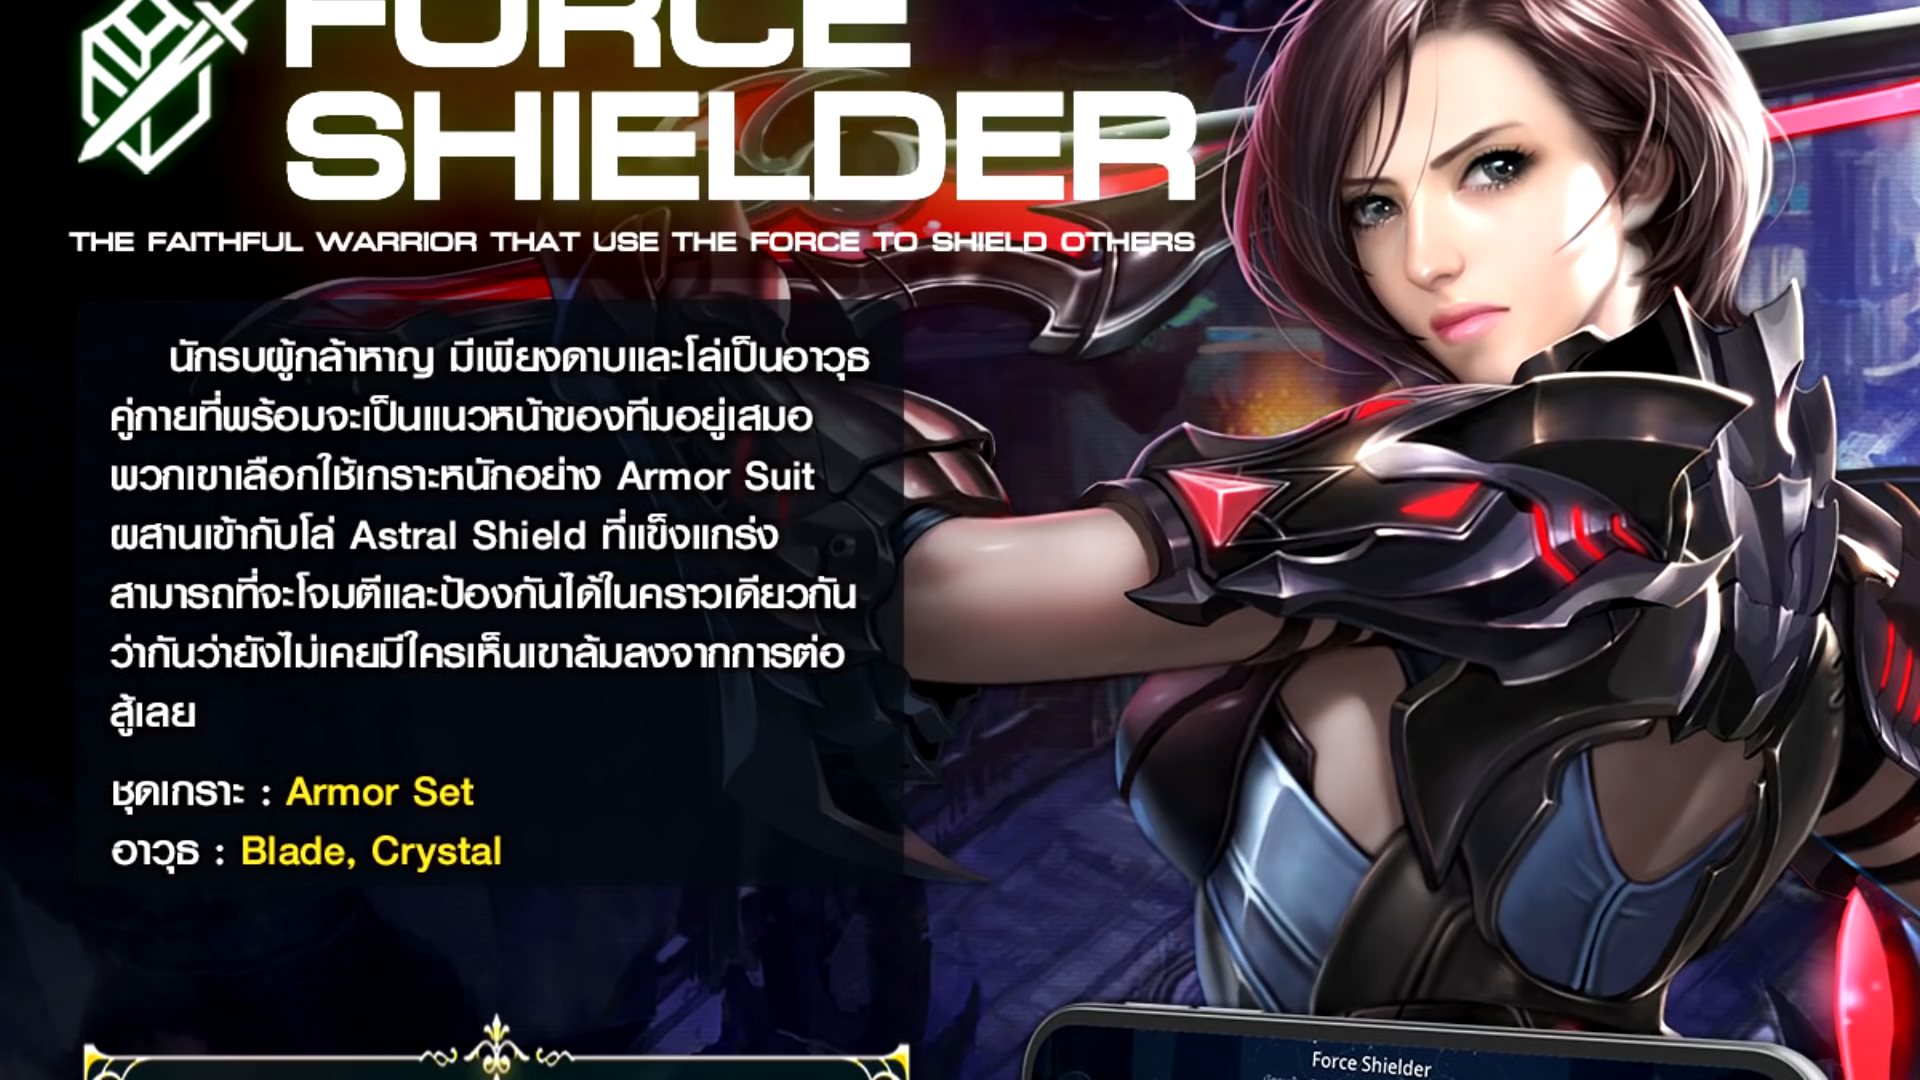 FORCE
SHIELDER
THE FAITHFUL WARRIOR THAT USE THE FORCE TO SHIELD OTHERS
นักรบผู้กล้าหาญ มีเพียงดาบและโล่เป็นอาวุธ
คู่กายที่พร้อมจะเป็นแนวหน้าของทีมอยู่เสมอ
พวกเขาเลือกใช้เกราะหนักอย่าง Armor Suit
ผสานเข้ากับโล่ Astral Shield ที่แข็งแกร่ง
สามารถที่จะโจมตีและป้องกันได้ในคราวเดียวกัน
ว่ากันว่ายังไม่เคยมีใครเห็นเขาล้มลงจากการต่อ
สู้เลย
ชุดเกราะ : Armor Set
อาวุธ : Blade, Crystal
Force Shielder